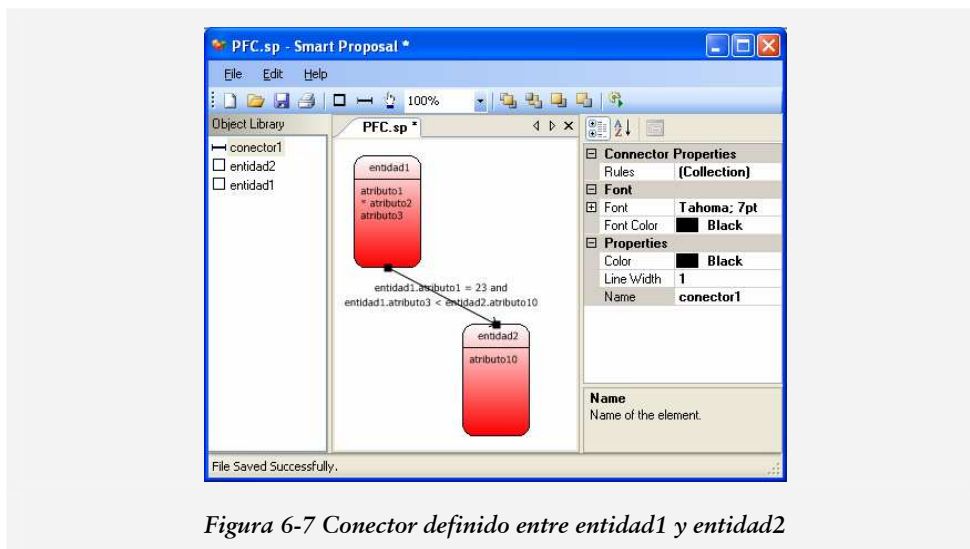 PFC.sp - Smart Proposal *
File Edit Help
100%
Object Library
PFC.sp *
conector1
entidad2
entidad1
entidad1
atributo1
* atributo2
atributo3
entidad1.atributo1 = 23 and
entidad1.atributo3 < entidad2.atributo10
entidad2
atributo10
Connector Properties
Rules (Collection)
Font
Font Tahoma; 7pt
Font Color Black
Properties
Color Black
Line Width 1
Name conector1
Name
Name of the element.
File Saved Successfully.
Figura 6-7 Conector definido entre entidad1 y entidad2